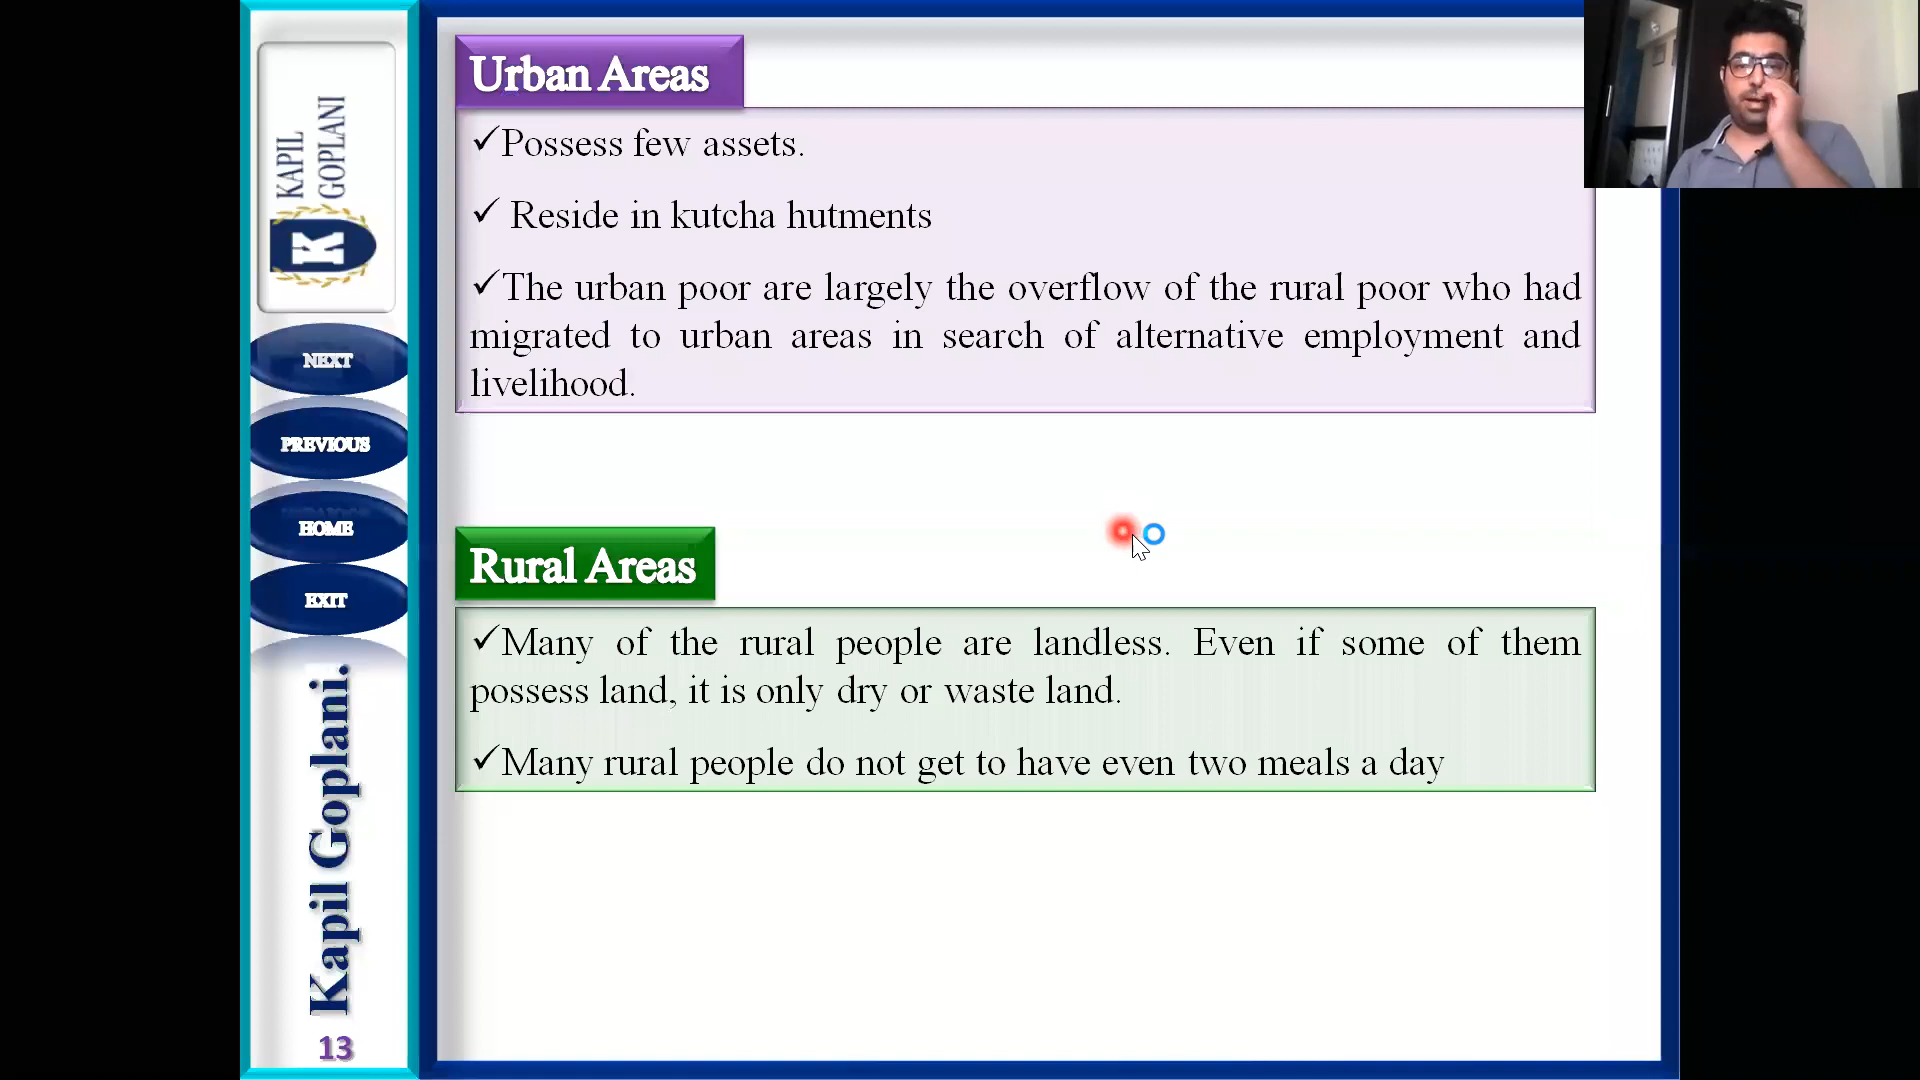 KAPIL
GOPLANI
K
NEXT
PREVIOUS
HOME
EXIT
Kapil Goplani.
13
Urban Areas
✓Possess few assets.
✓ Reside in kutcha hutments
✓The urban poor are largely the overflow of the rural poor who had
migrated to urban areas in search of alternative employment and
livelihood.
Rural Areas
✓Many of the rural people are landless. Even if some of them
possess land, it is only dry or waste land.
✓Many rural people do not get to have even two meals a day